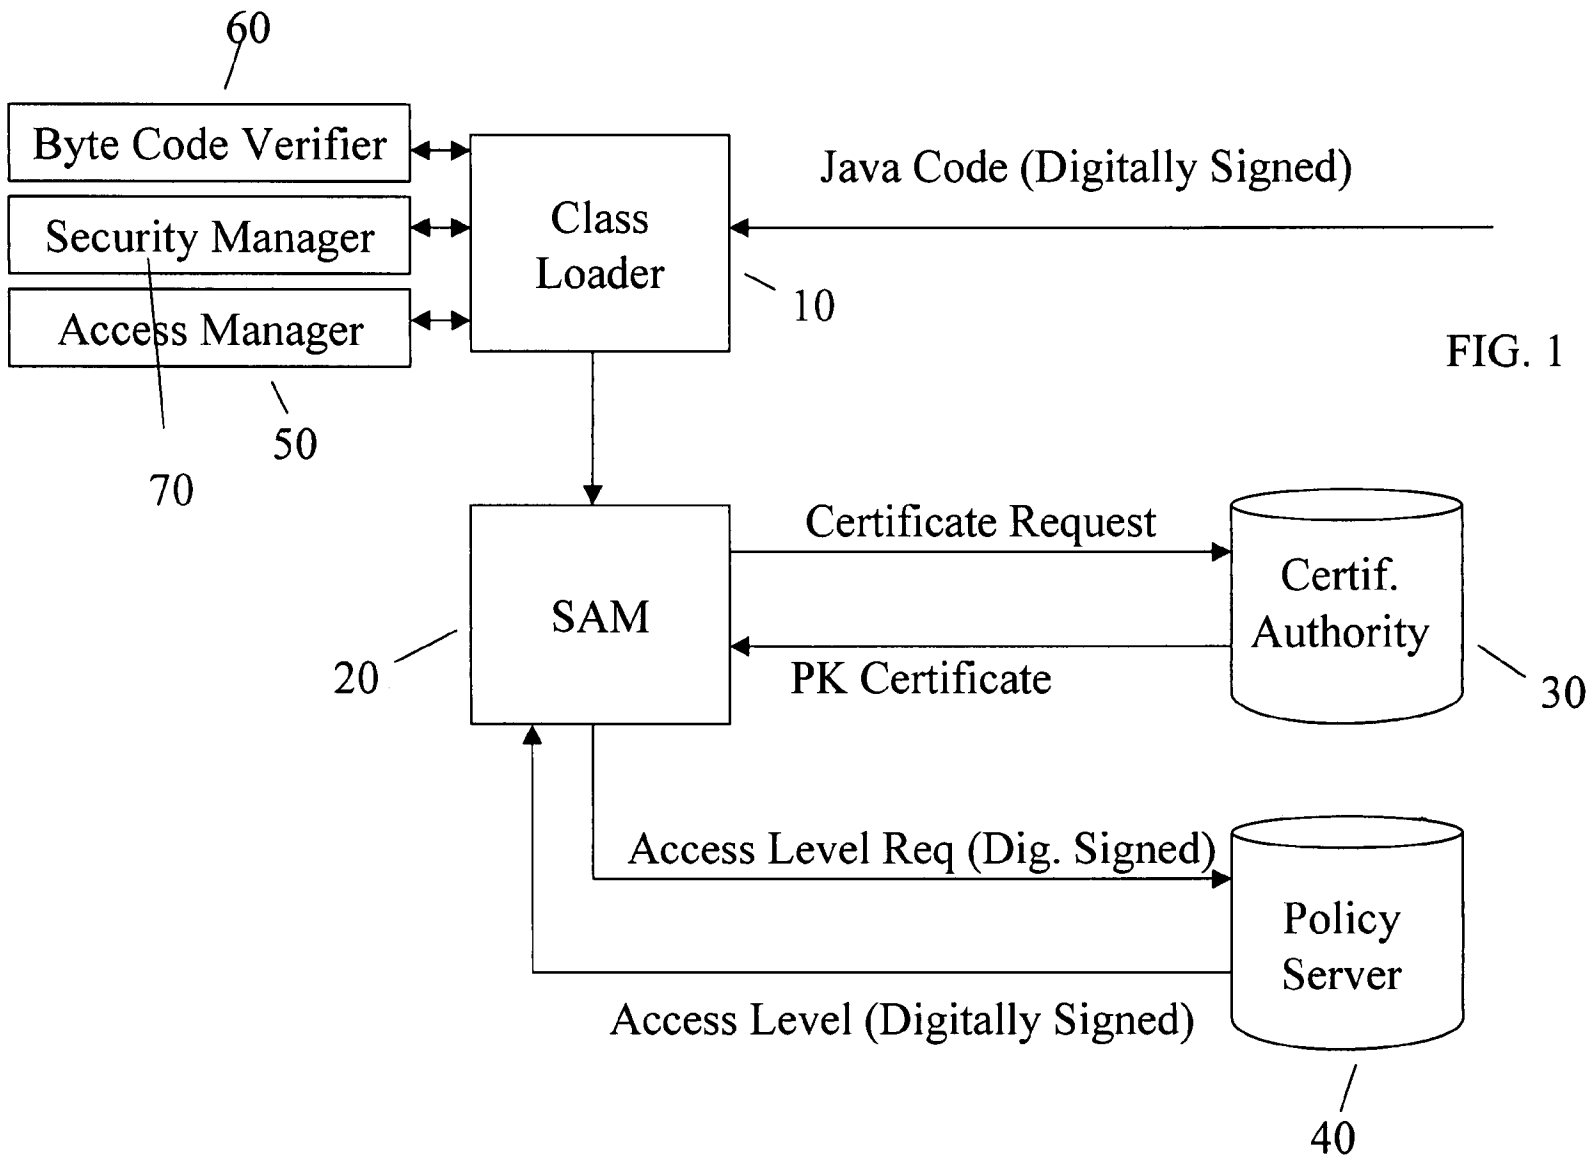 60
Byte Code Verifier
Security Manager
Access Manager
Class
Loader
Java Code (Digitally Signed)
10
FIG. 1
50
70
SAM
20
Certificate Request
PK Certificate
Certif.
Authority
30
Access Level Req (Dig. Signed)
Access Level (Digitally Signed)
Policy
Server
40